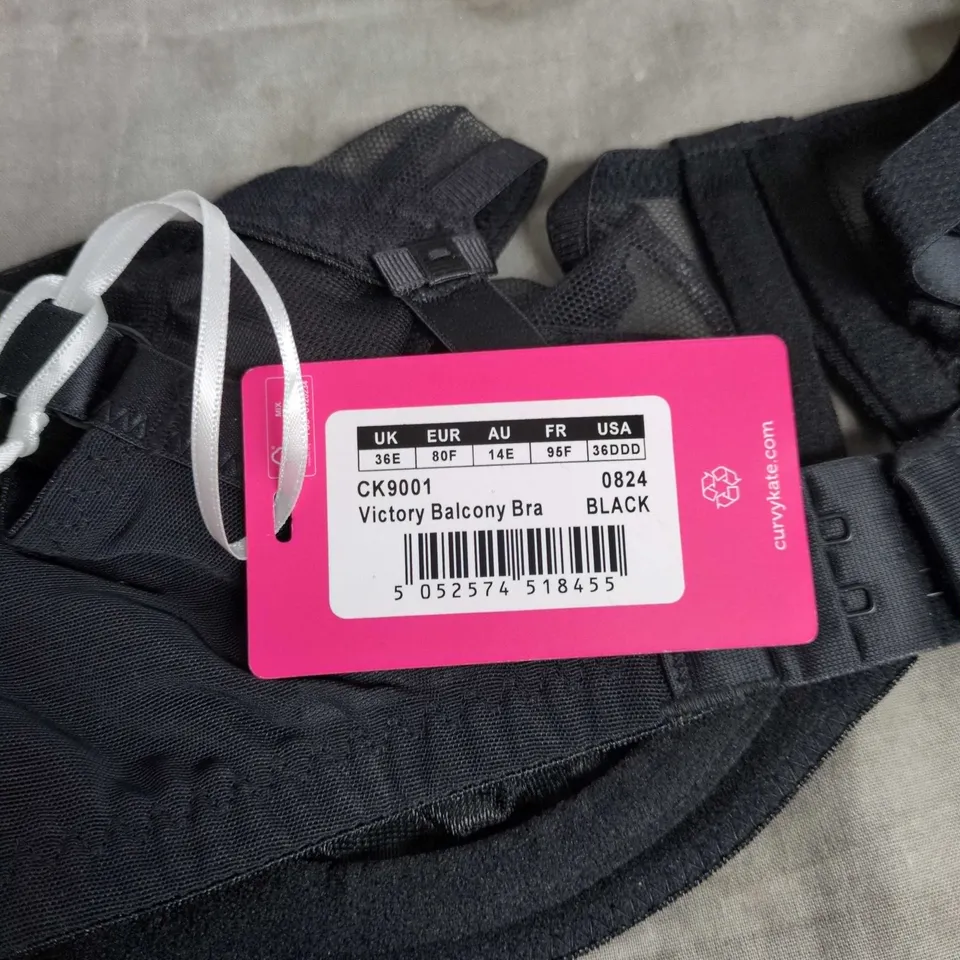 UK EUR AU FR USA
36E 80F 14E 95F 36DDD
CK9001 0824
Victory Balcony Bra BLACK
5 052574 518455
curvykate.com
MIX